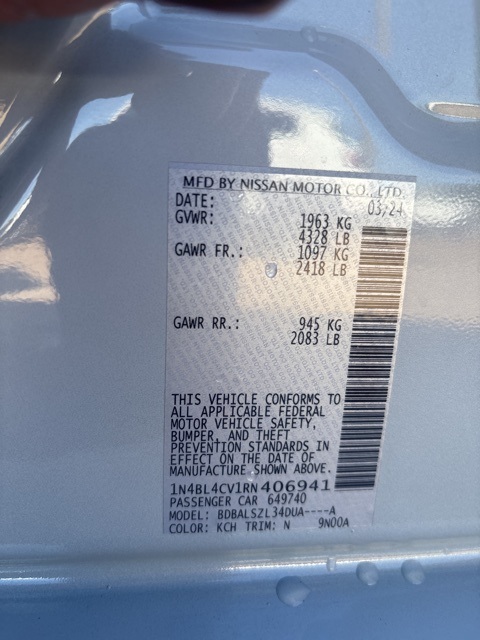 MFD BY NISSAN MOTOR CO., LTD.
DATE: 03/24
GVWR: 1963 KG
4328 LB
GAWR FR.: 1097 KG
2418 LB
GAWR RR.: 945 KG
2083 LB
THIS VEHICLE CONFORMS TO
ALL APPLICABLE FEDERAL
MOTOR VEHICLE SAFETY,
BUMPER, AND THEFT
PREVENTION STANDARDS IN
EFFECT ON THE DATE OF
MANUFACTURE SHOWN ABOVE.
1N4BL4CV1RN406941
PASSENGER CAR 649740
MODEL: BDBALSZL34DUA----A
COLOR: KCH TRIM: N 9N00A